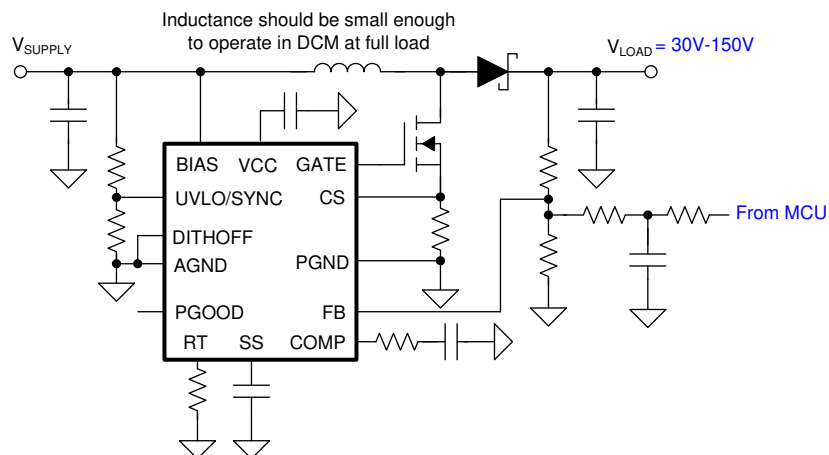 Inductance should be small enough
to operate in DCM at full load
VSUPPLY
VLOAD = 30V-150V
BIAS
VCC
GATE
UVLO/SYNC
CS
From MCU
DITHOFF
AGND
PGND
PGOOD
FB
RT
SS
COMP